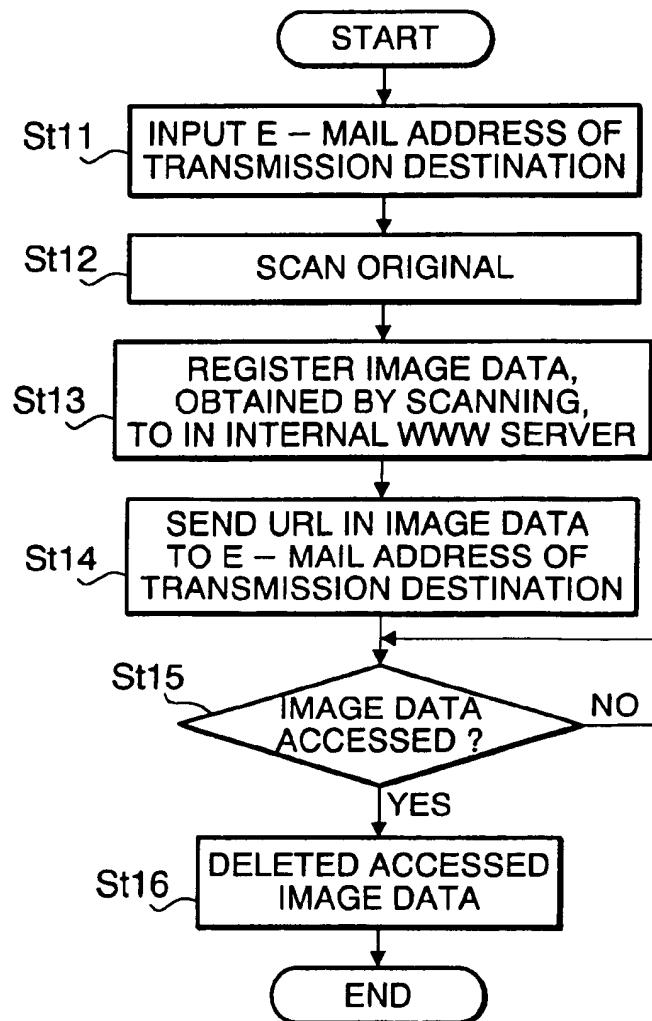 START
St11
INPUT E – MAIL ADDRESS OF
TRANSMISSION DESTINATION
St12
SCAN ORIGINAL
St13
REGISTER IMAGE DATA,
OBTAINED BY SCANNING,
TO IN INTERNAL WWW SERVER
St14
SEND URL IN IMAGE DATA
TO E – MAIL ADDRESS OF
TRANSMISSION DESTINATION
St15
IMAGE DATA
ACCESSED ?
NO
YES
St16
DELETED ACCESSED
IMAGE DATA
END